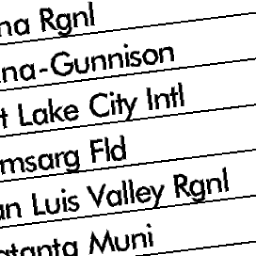 na Rgnl
na-Gunnison
t Lake City Intl
msarg Fld
an Luis Valley Rgnl
atanta Muni